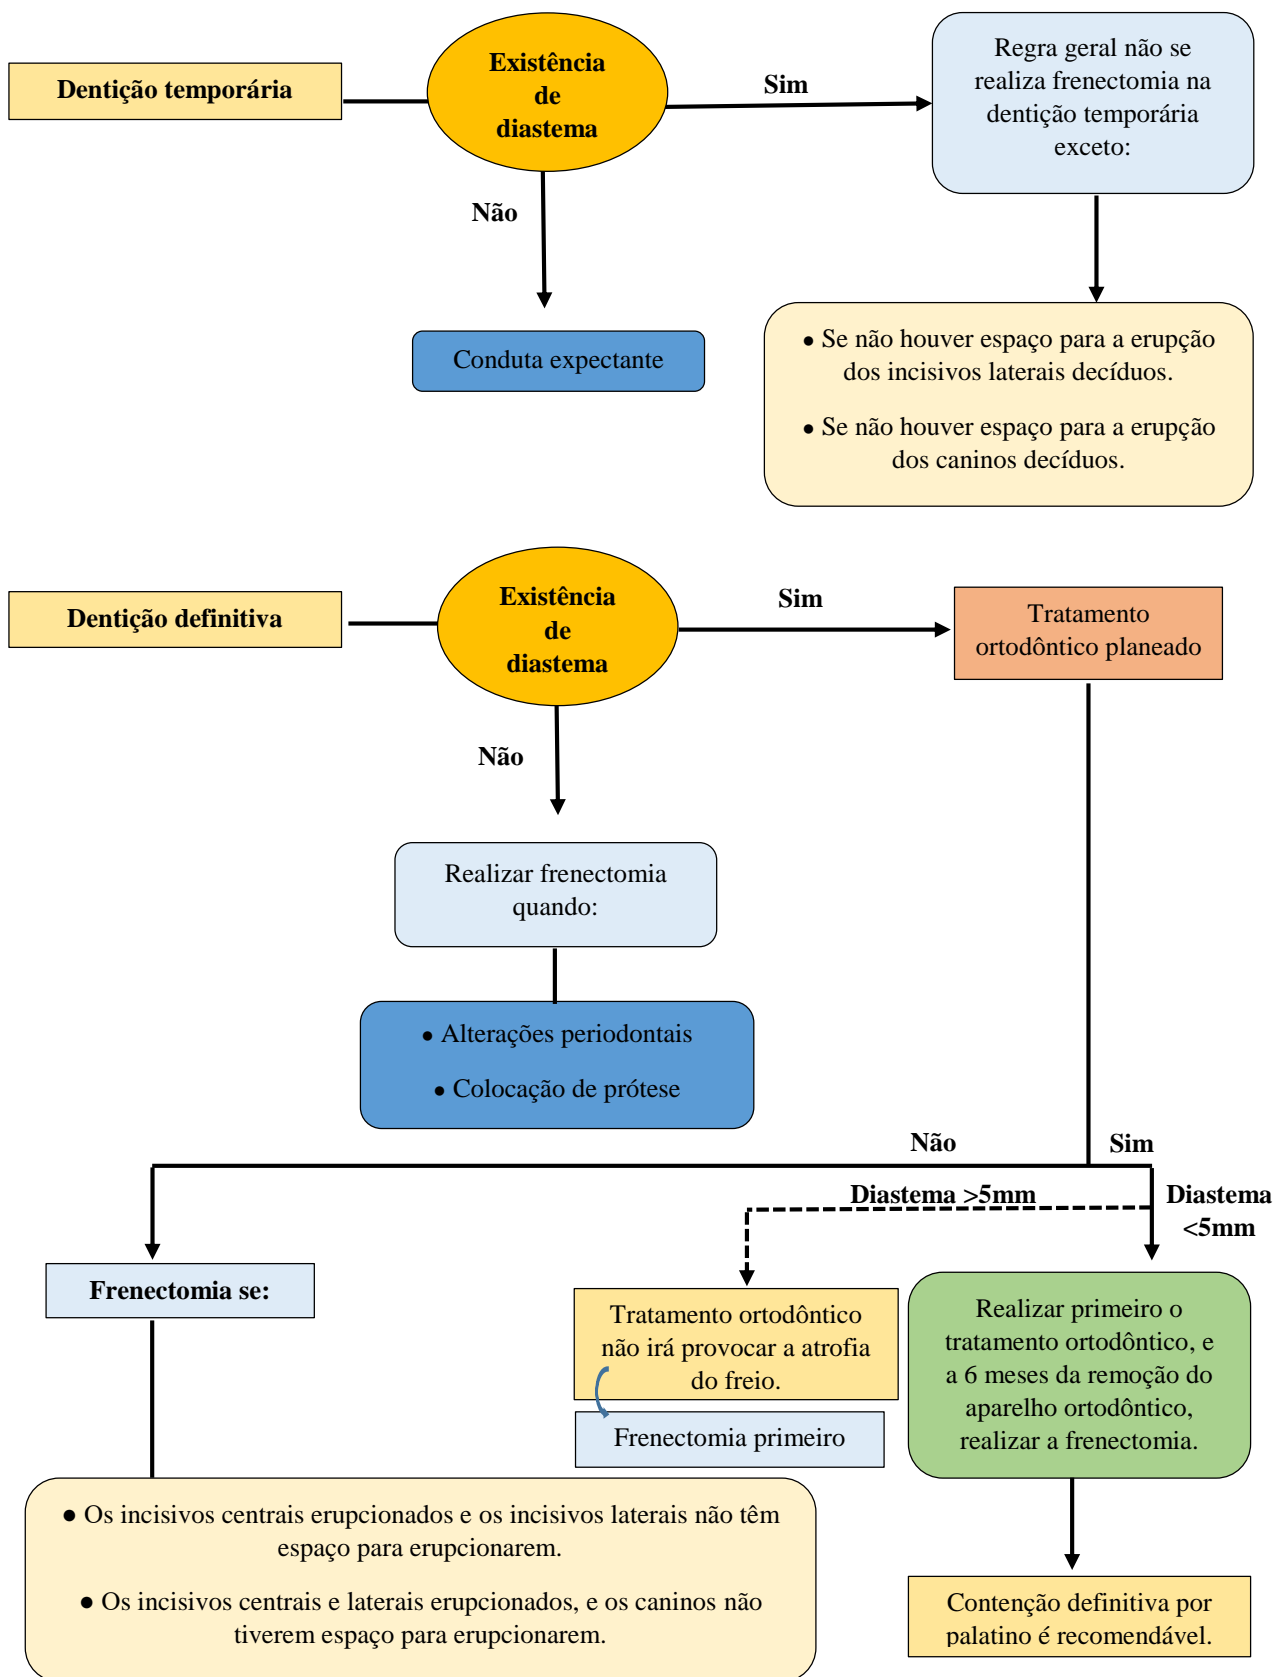 Dentição temporária
Existência
de
diastema
Sim
Regra geral não se
realiza frenectomia na
dentição temporária
exceto:
Não
Conduta expectante
● Se não houver espaço para a erupção
dos incisivos laterais decíduos.
● Se não houver espaço para a erupção
dos caninos decíduos.
Dentição definitiva
Existência
de
diastema
Sim
Tratamento
ortodôntico planeado
Não
Realizar frenectomia
quando:
● Alterações periodontais
● Colocação de prótese
Não
Sim
Diastema >5mm
Diastema
<5mm
Frenectomia se:
Tratamento ortodôntico
não irá provocar a atrofia
do freio.
Frenectomia primeiro
Realizar primeiro o
tratamento ortodôntico, e
a 6 meses da remoção do
aparelho ortodôntico,
realizar a frenectomia.
● Os incisivos centrais erupcionados e os incisivos laterais não têm
espaço para erupcionarem.
● Os incisivos centrais e laterais erupcionados, e os caninos não
tiverem espaço para erupcionarem.
Contenção definitiva por
palatino é recomendável.